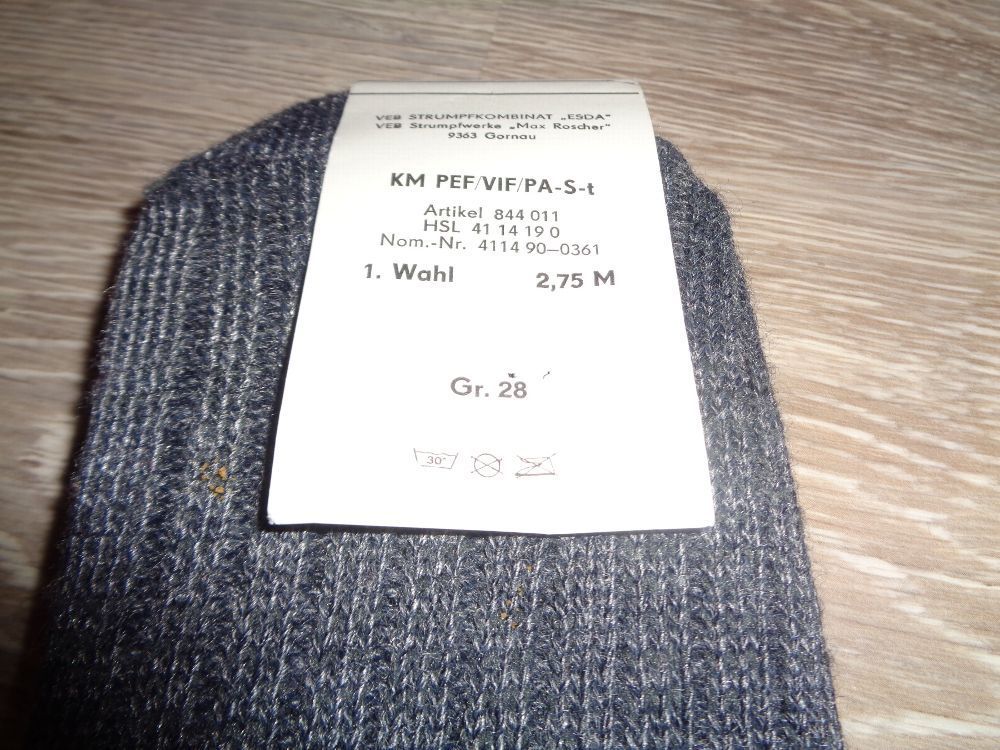 VEB STRUMPFKOMBINAT „ESDA"
VEB Strumpfwerke „Max Roscher"
9363 Gornau
KM PEF/VIF/PA-S-t
Artikel 844 011
HSL 41 14 19 0
Nom.-Nr. 4114 90–0361
1. Wahl 2,75 M
Gr. 28
30°